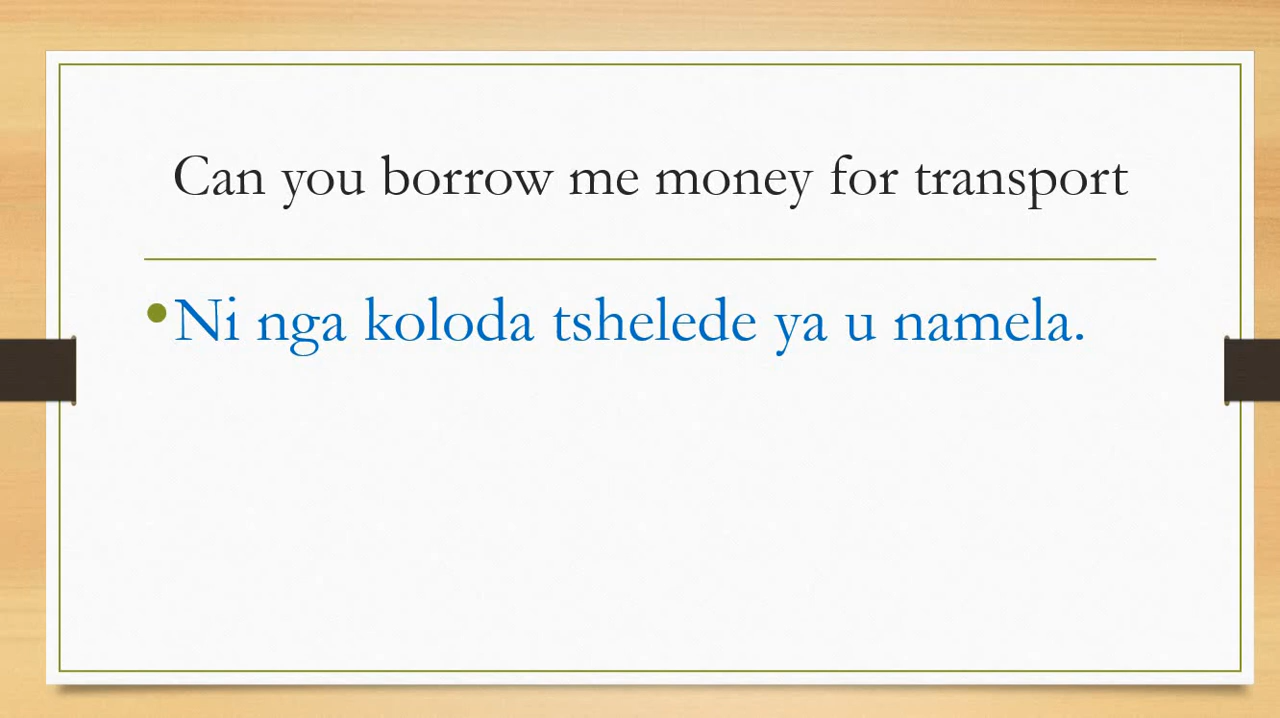 Can you borrow me money for transport
•Ni nga koloda tshelede ya u namela.